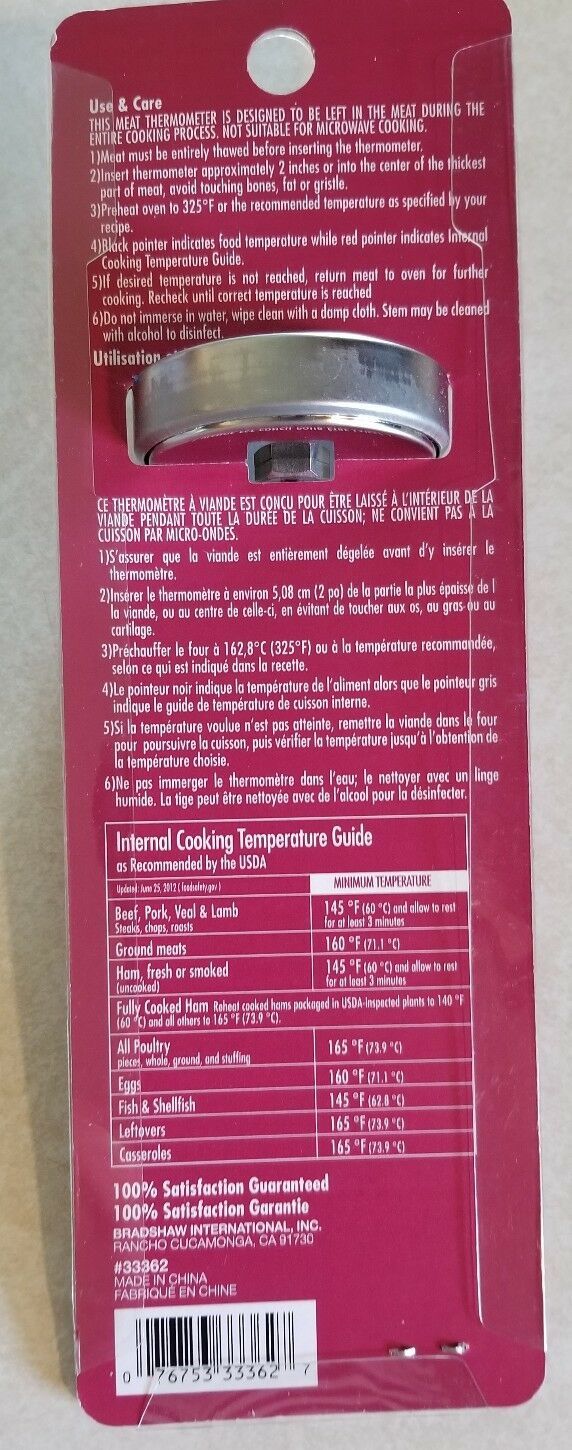 Use & Care
THIS MEAT THERMOMETER IS DESIGNED TO BE LEFT IN THE MEAT DURING THE
ENTIRE COOKING PROCESS. NOT SUITABLE FOR MICROWAVE COOKING.
1)Meat must be entirely thawed before inserting the thermometer.
2)Insert thermometer approximately 2 inches or into the center of the thickest
part of meat, avoid touching bones, fat or gristle.
3)Preheat oven to 325°F or the recommended temperature as specified by your
recipe.
4)Black pointer indicates food temperature while red pointer indicates Internal
Cooking Temperature Guide.
5)If desired temperature is not reached, return meat to oven for further
cooking. Recheck until correct temperature is reached
6)Do not immerse in water, wipe clean with a damp cloth. Stem may be cleaned
with alcohol to disinfect.
Utilisation
CE THERMOMÈTRE À VIANDE EST CONCU POUR ÊTRE LAISSÉ À L'INTÉRIEUR DE LA
VIANDE PENDANT TOUTE LA DURÉE DE LA CUISSON; NE CONVIENT PAS À LA
CUISSON PAR MICRO-ONDES.
1)S'assurer que la viande est entièrement dégelée avant d'y insérer le
thermomètre.
2)Insérer le thermomètre à environ 5,08 cm (2 po) de la partie la plus épaisse de l
la viande, ou au centre de celle-ci, en évitant de toucher aux os, au gras ou au
cartilage.
3)Préchauffer le four à 162,8°C (325°F) ou à la température recommandée,
selon ce qui est indiqué dans la recette.
4)Le pointeur noir indique la température de l'aliment alors que le pointeur gris
indique le guide de température de cuisson interne.
5)Si la température voulue n'est pas atteinte, remettre la viande dans le four
pour poursuivre la cuisson, puis vérifier la température jusqu'à l'obtention de
la température choisie.
6)Ne pas immerger le thermomètre dans l'eau; le nettoyer avec un linge
humide. La tige peut être nettoyée avec de l'alcool pour la désinfecter.
Internal Cooking Temperature Guide
as Recommended by the USDA
Updated: June 25, 2012 (foodsafety.gov)
MINIMUM TEMPERATURE
Beef, Pork, Veal & Lamb
Steaks, chops, roasts
145 °F (60 °C) and allow to rest
for at least 3 minutes
Ground meats
160 °F (71.1 °C)
Ham, fresh or smoked
(uncooked)
145 °F (60 °C) and allow to rest
for at least 3 minutes
Fully Cooked Ham Reheat cooked hams packaged in USDA-inspected plants to 140 °F
(60 °C) and all others to 165 °F (73.9 °C).
All Poultry
pieces, whole, ground, and stuffing
165 °F (73.9 °C)
Eggs
160 °F (71.1 °C)
Fish & Shellfish
145 °F (62.8 °C)
Leftovers
165 °F (73.9 °C)
Casseroles
165 °F (73.9 °C)
100% Satisfaction Guaranteed
100% Satisfaction Garantie
BRADSHAW INTERNATIONAL, INC.
RANCHO CUCAMONGA, CA 91730
#33362
MADE IN CHINA
FABRIQUÉ EN CHINE
0 76753 33362 7